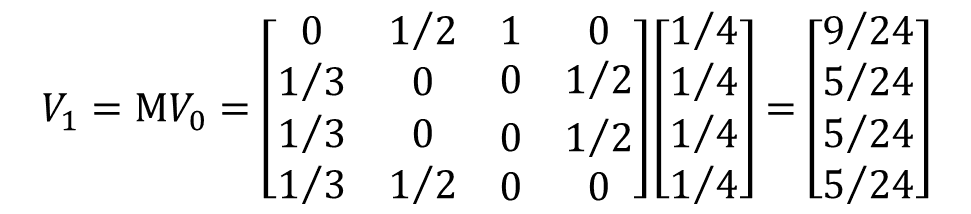 V₁ = MV₀ = [0 1/2 1 0; 1/3 0 0 1/2; 1/3 0 0 1/2; 1/3 1/2 0 0] [1/4; 1/4; 1/4; 1/4] = [9/24; 5/24; 5/24; 5/24]